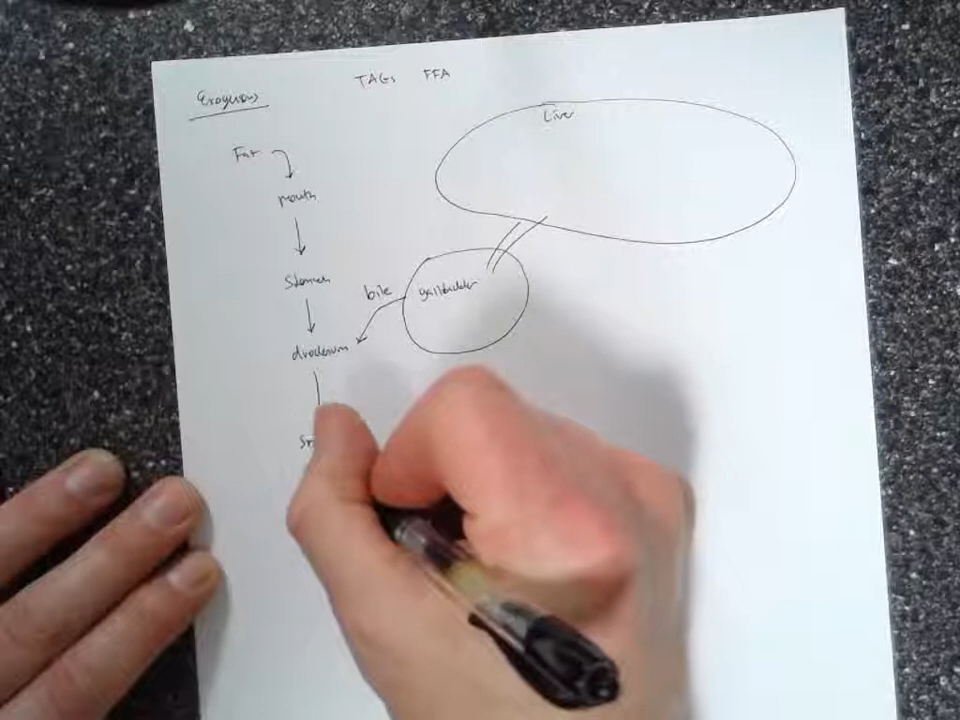 Exogenous
TAGs FFA
Liver
Fat
mouth
Stomach
bile
gallbladder
duodenum